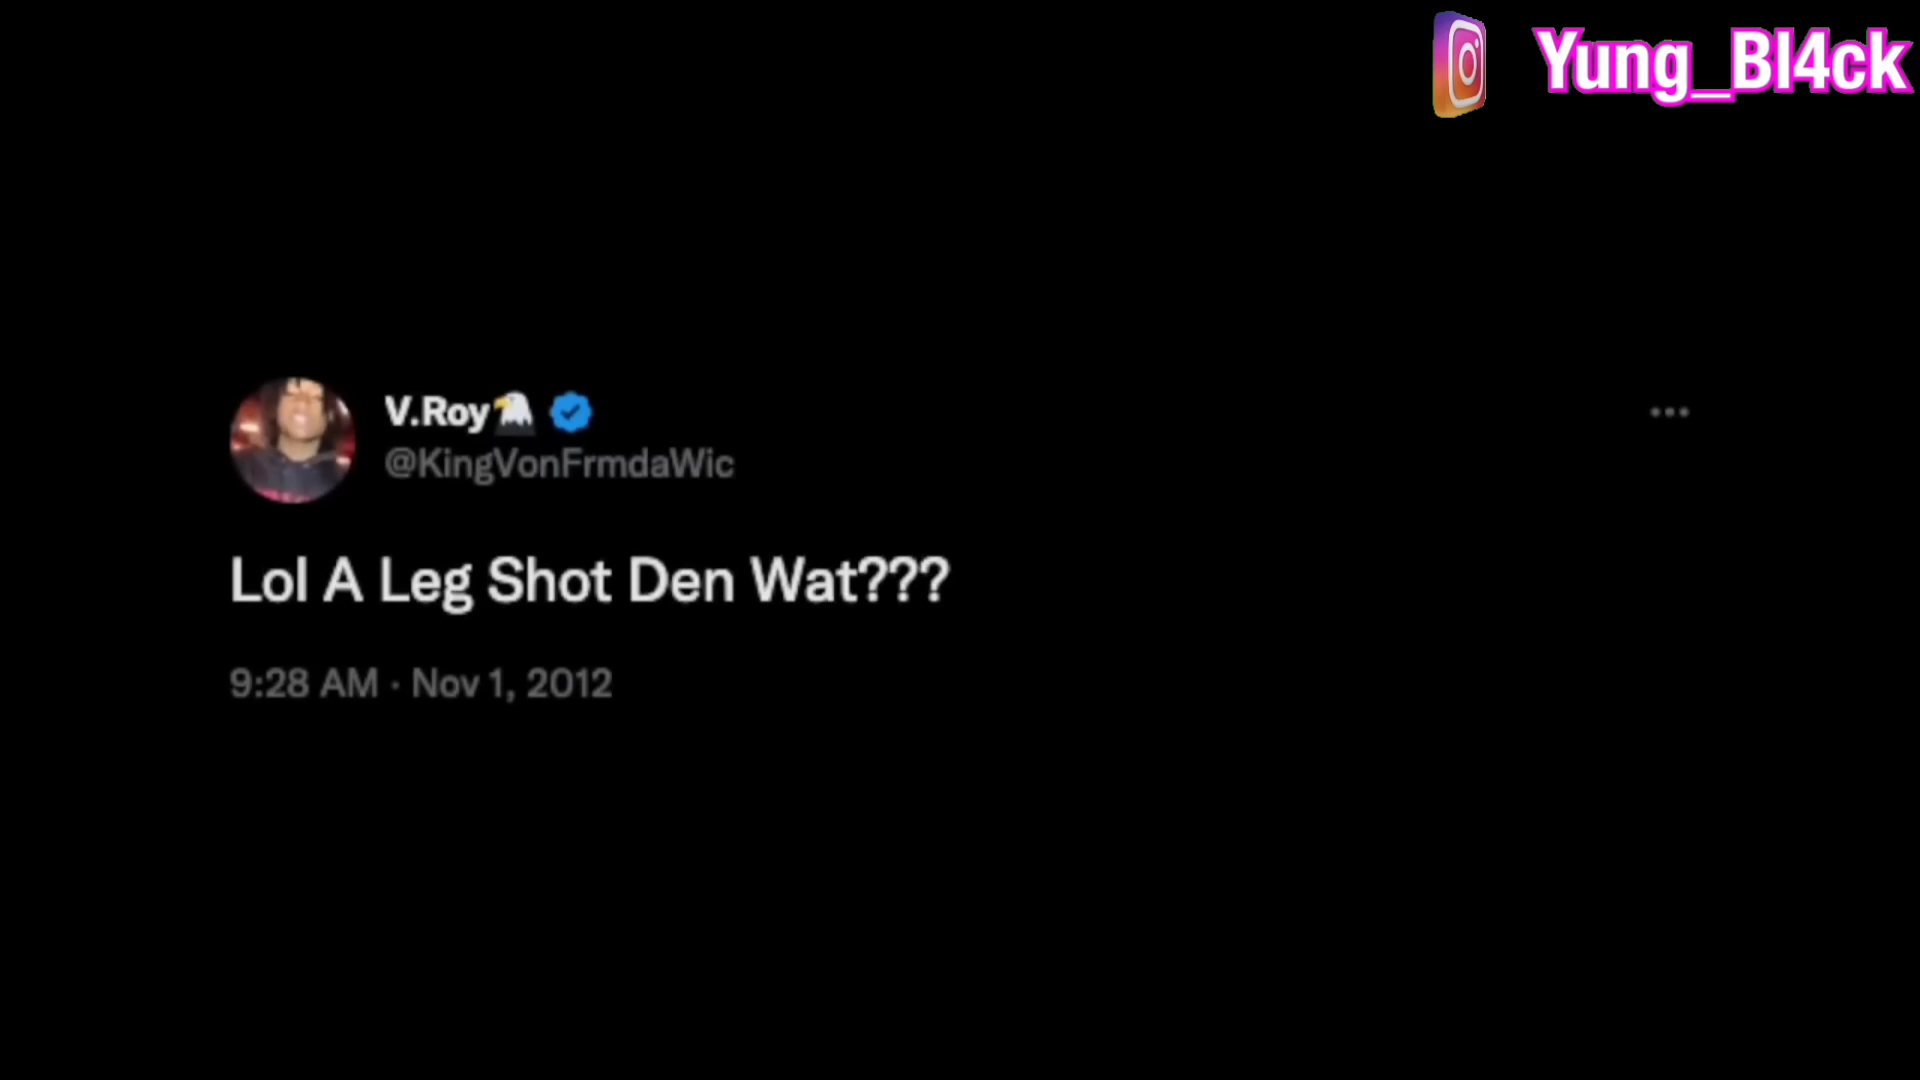 Yung_Bl4ck
V.Roy🦅
@KingVonFrmdaWic
Lol A Leg Shot Den Wat???
9:28 AM · Nov 1, 2012